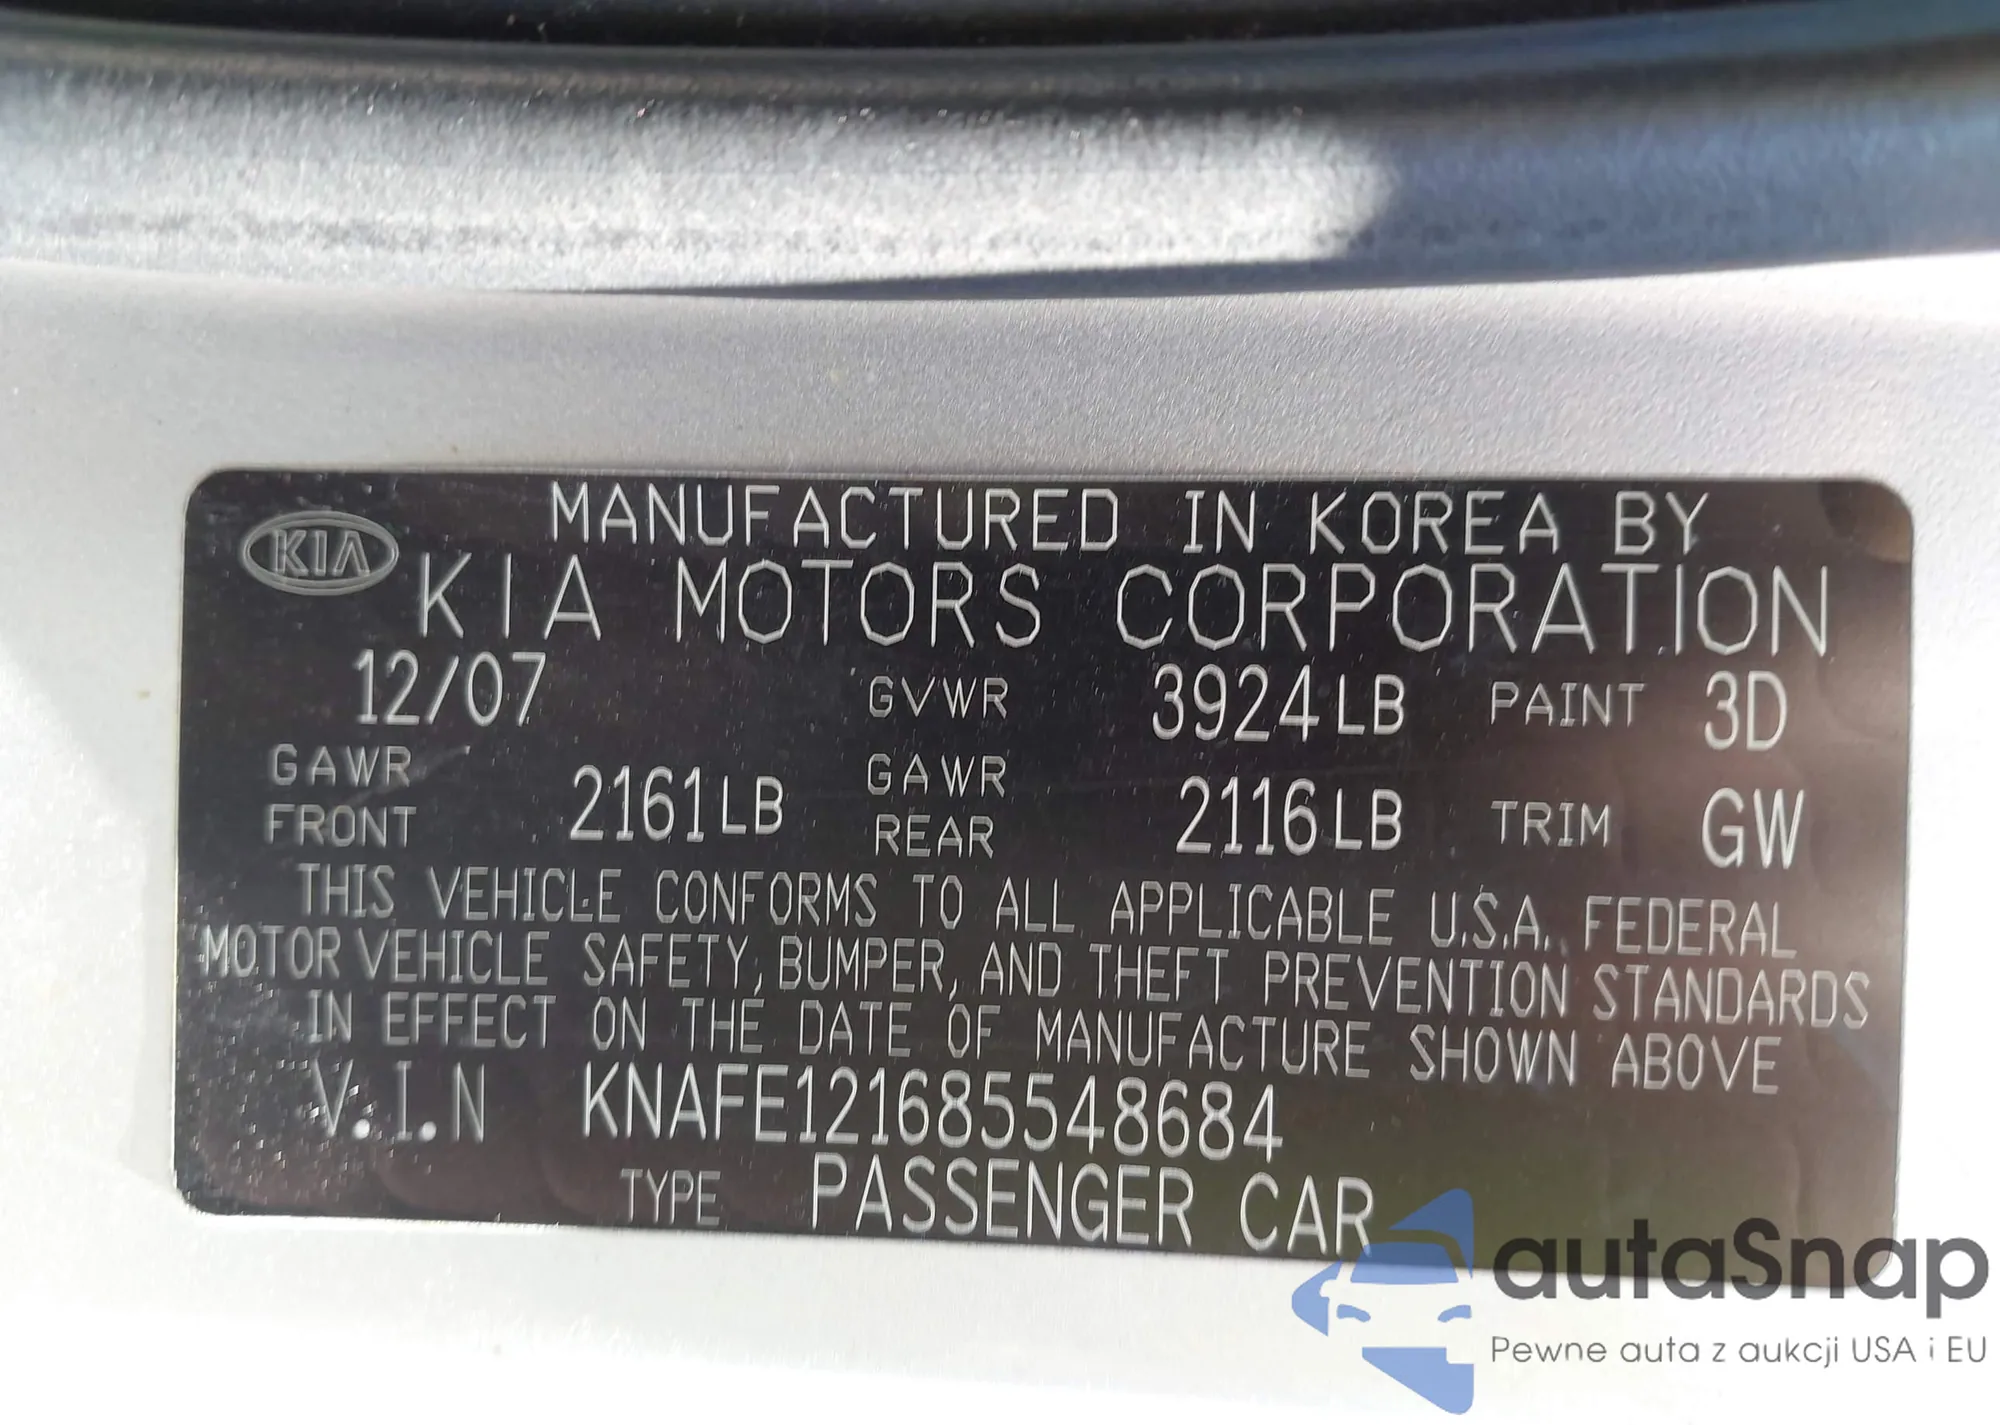 MANUFACTURED IN KOREA BY
KIA KIA MOTORS CORPORATION
12/07 GVWR 3924LB PAINT 3D
GAWR FRONT 2161LB GAWR REAR 2116LB TRIM GW
THIS VEHICLE CONFORMS TO ALL APPLICABLE U.S.A. FEDERAL
MOTOR VEHICLE SAFETY, BUMPER, AND THEFT PREVENTION STANDARDS
IN EFFECT ON THE DATE OF MANUFACTURE SHOWN ABOVE
V.I.N KNAFE121685548684
TYPE PASSENGER CAR
autaSnap
Pewne auta z aukcji USA i EU